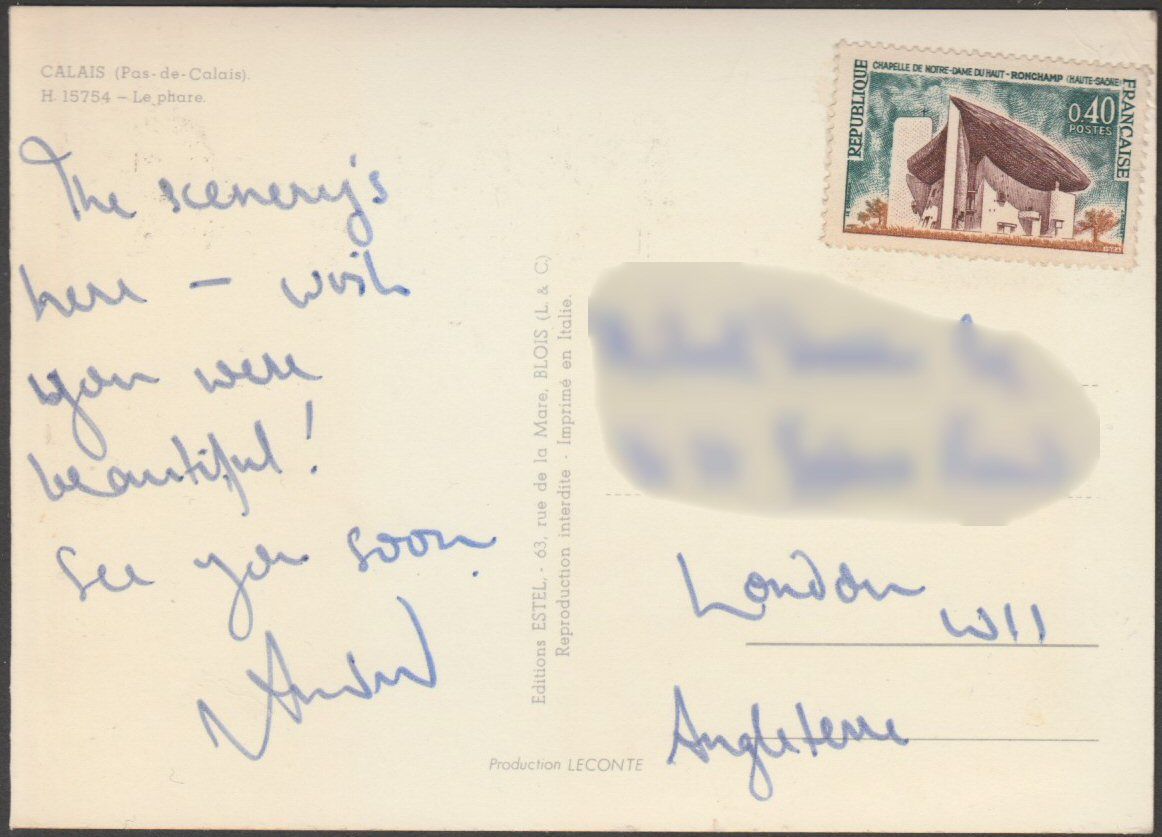 CALAIS (Pas-de-Calais).
H. 15754 – Le phare.
The scenery's
here – wish
you were
beautiful!
See you soon.
Editions ESTEL, - 63, rue de la Mare, BLOIS (L. & C.)
Reproduction interdite - Imprimé en Italie.
Production LECONTE
CHAPELLE DE NOTRE-DAME DU HAUT - RONCHAMP (HAUTE-SAÔNE)
REPUBLIQUE
FRANÇAISE
0,40
POSTES
London
W11
Angleterre